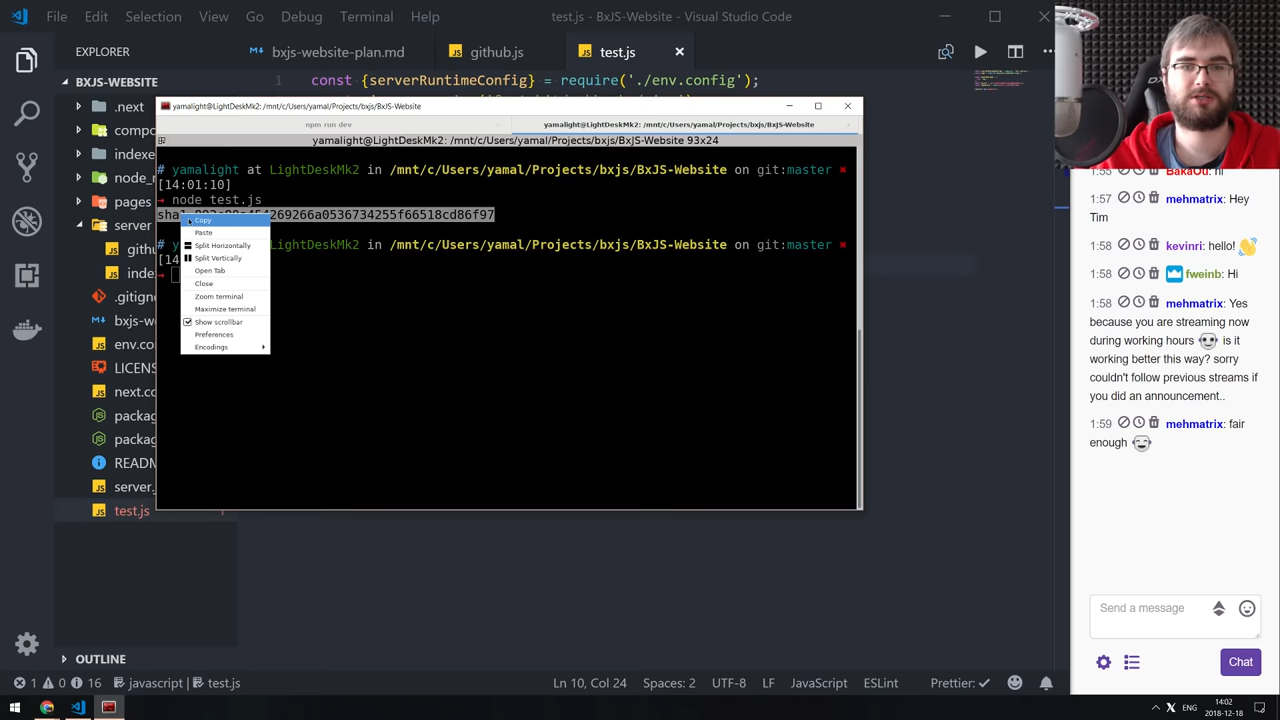 File Edit Selection View Go Debug Terminal Help test.js - BxJS-Website - Visual Studio Code
EXPLORER
bxjs-website-plan.md
github.js
test.js
BXJS-WEBSITE
.next
comp
indexe
node_r
pages
server
githu
inde
.gitign
bxjs-w
env.co
LICENS
next.co
packag
packag
READ
server.
test.js
OUTLINE
1 const {serverRuntimeConfig} = require('./env.config');
yamalight@LightDeskMk2: /mnt/c/Users/yamal/Projects/bxjs/BxJS-Website
npm run dev
yamalight@LightDeskMk2: /mnt/c/Users/yamal/Projects/bxjs/BxJS-Website
yamalight@LightDeskMk2: /mnt/c/Users/yamal/Projects/bxjs/BxJS-Website 93x24
# yamalight at LightDeskMk2 in /mnt/c/Users/yamal/Projects/bxjs/BxJS-Website on git:master ✖
[14:01:10]
→ node test.js
# y LightDeskMk2 in /mnt/c/Users/yamal/Projects/bxjs/BxJS-Website on git:master ✖
[14
→
Copy
Paste
Split Horizontally
Split Vertically
Open Tab
Close
Zoom terminal
Maximize terminal
Show scrollbar
Preferences
Encodings
1:55 BakaOu: hi
1:57 mehmatrix: Hey
Tim
1:58 kevinri: hello!
1:58 fweinb: Hi
1:58 mehmatrix: Yes
because you are streaming now
during working hours is it
working better this way? sorry
couldn't follow previous streams if
you did an announcement..
1:59 mehmatrix: fair
enough
Send a message
Chat
1 0 16 javascript | test.js Ln 10, Col 24 Spaces: 2 UTF-8 LF JavaScript ESLint Prettier: ✓
ENG
14:02
2018-12-18